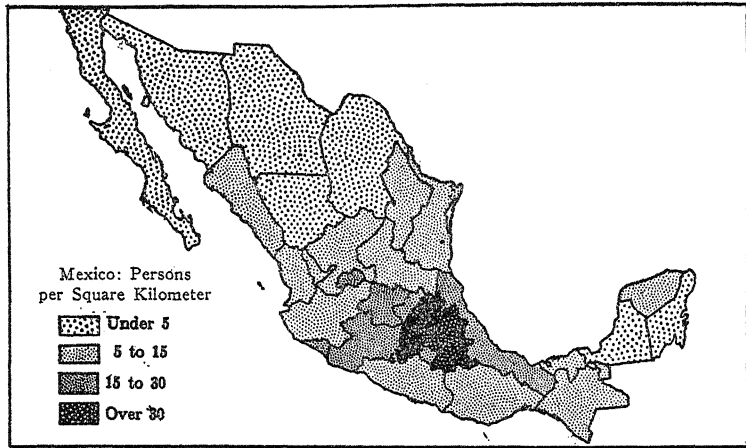 Mexico: Persons
per Square Kilometer
Under 5
5 to 15
15 to 30
Over 30